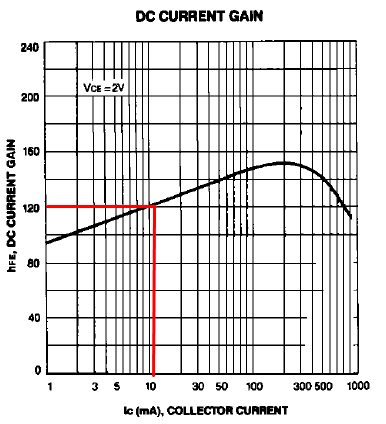 DC CURRENT GAIN
240
VCE = 2V
200
160
120
80
40
0
hFE, DC CURRENT GAIN
1 3 5 10 30 50 100 300 500 1000
Ic (mA), COLLECTOR CURRENT